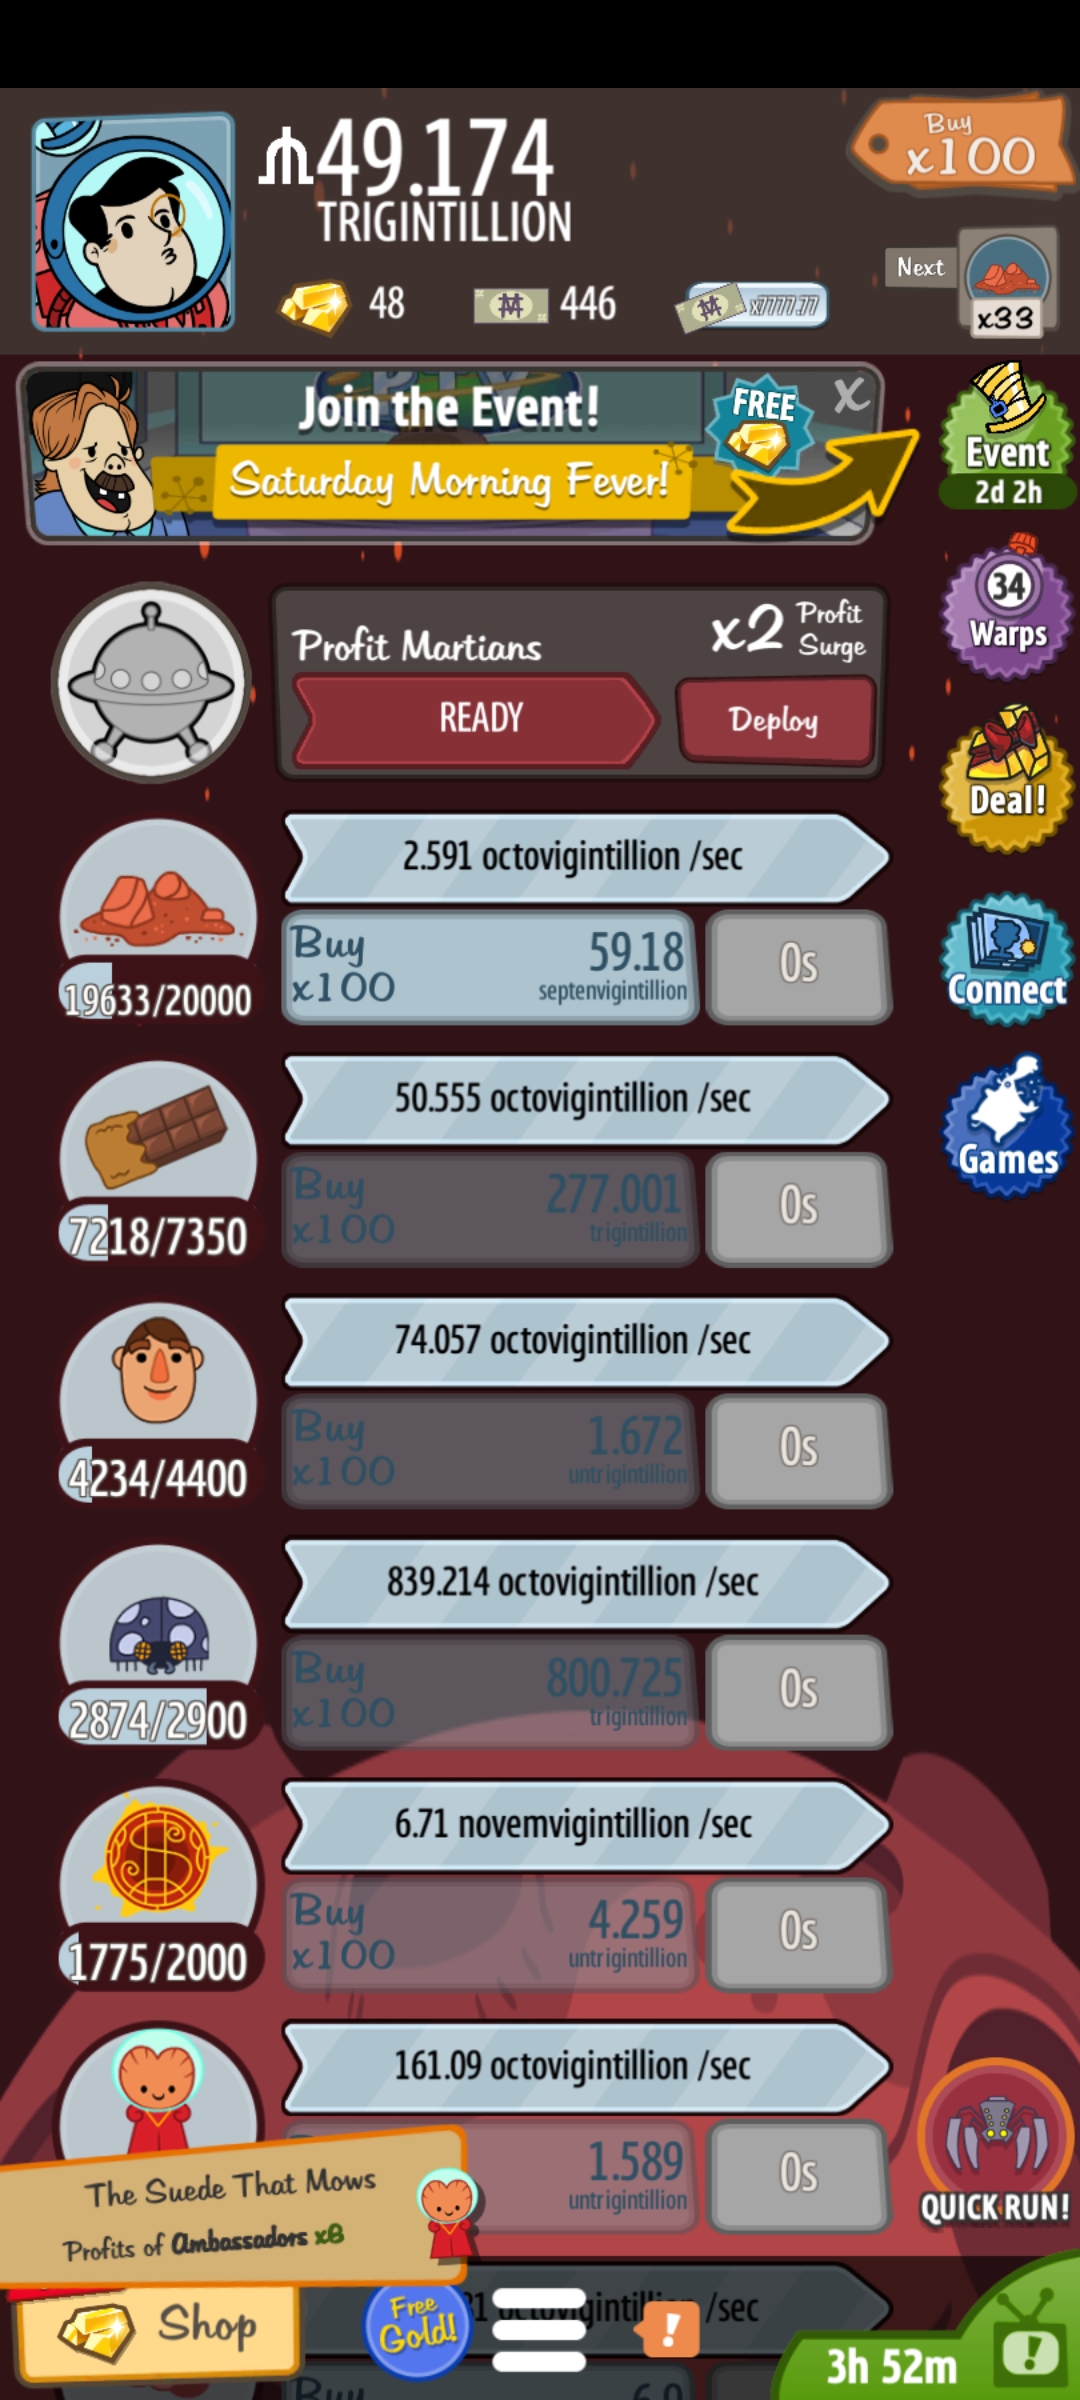 49.174
TRIGINTILLION
Buy
x100
48
446
x7777.77
Next
x33
Join the Event!
Saturday Morning Fever!
FREE
X
Event
2d 2h
34
Warps
Profit Martians
x2 Profit Surge
READY
Deploy
Deal!
2.591 octovigintillion /sec
19633/20000
Buy x100
59.18
septenvigintillion
0s
Connect
50.555 octovigintillion /sec
7218/7350
Buy x100
277.001
trigintillion
0s
Games
74.057 octovigintillion /sec
4234/4400
Buy x100
1.672
untrigintillion
0s
839.214 octovigintillion /sec
2874/2900
Buy x100
800.725
trigintillion
0s
6.71 novemvigintillion /sec
1775/2000
Buy x100
4.259
untrigintillion
0s
161.09 octovigintillion /sec
1.589
untrigintillion
0s
QUICK RUN!
The Suede That Mows
Profits of Ambassadors x8
Shop
Free Gold!
octovigintillion /sec
!
3h 52m
!
Buy